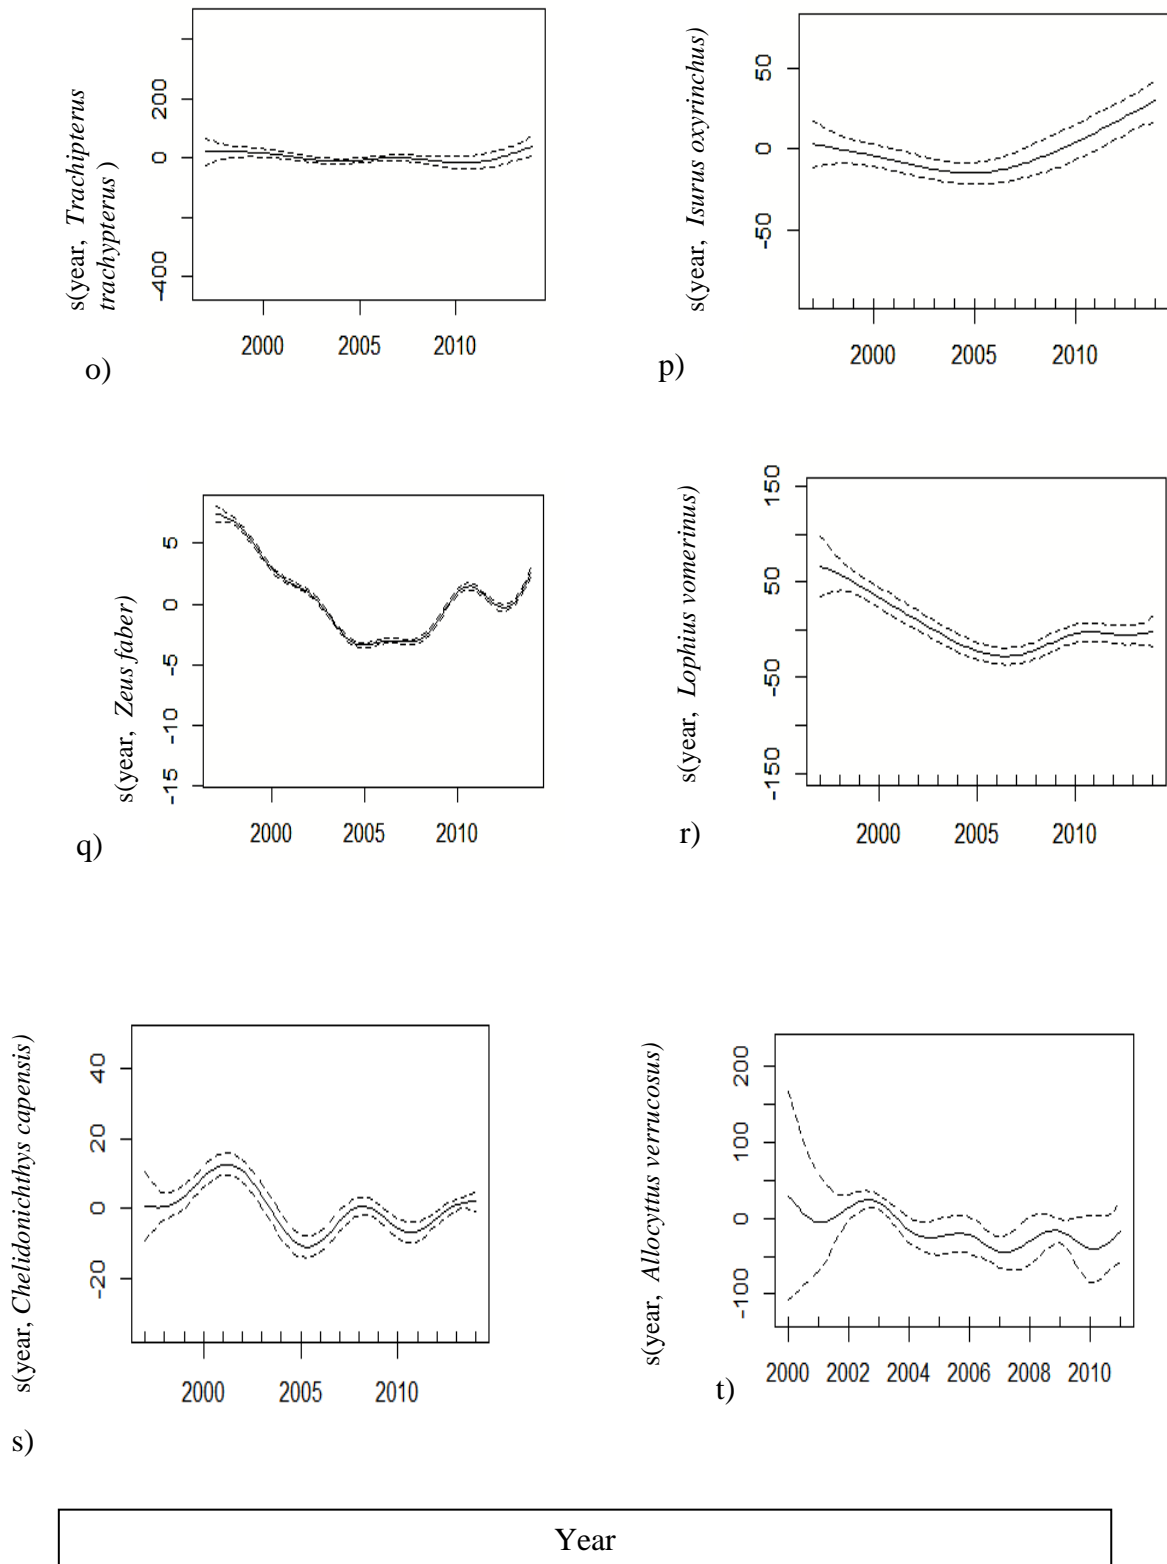 s(year, Trachipterus
trachypterus )
200
0
-400
2000 2005 2010
o)
s(year, Isurus oxyrinchus)
50
0
-50
2000 2005 2010
p)
s(year, Zeus faber)
5
0
-5
-10
-15
2000 2005 2010
q)
s(year, Lophius vomerinus)
150
50
-50
-150
2000 2005 2010
r)
s(year, Chelidonichthys capensis)
40
20
0
-20
2000 2005 2010
s)
s(year, Allocyttus verrucosus)
200
100
0
-100
2000 2002 2004 2006 2008 2010
t)
Year